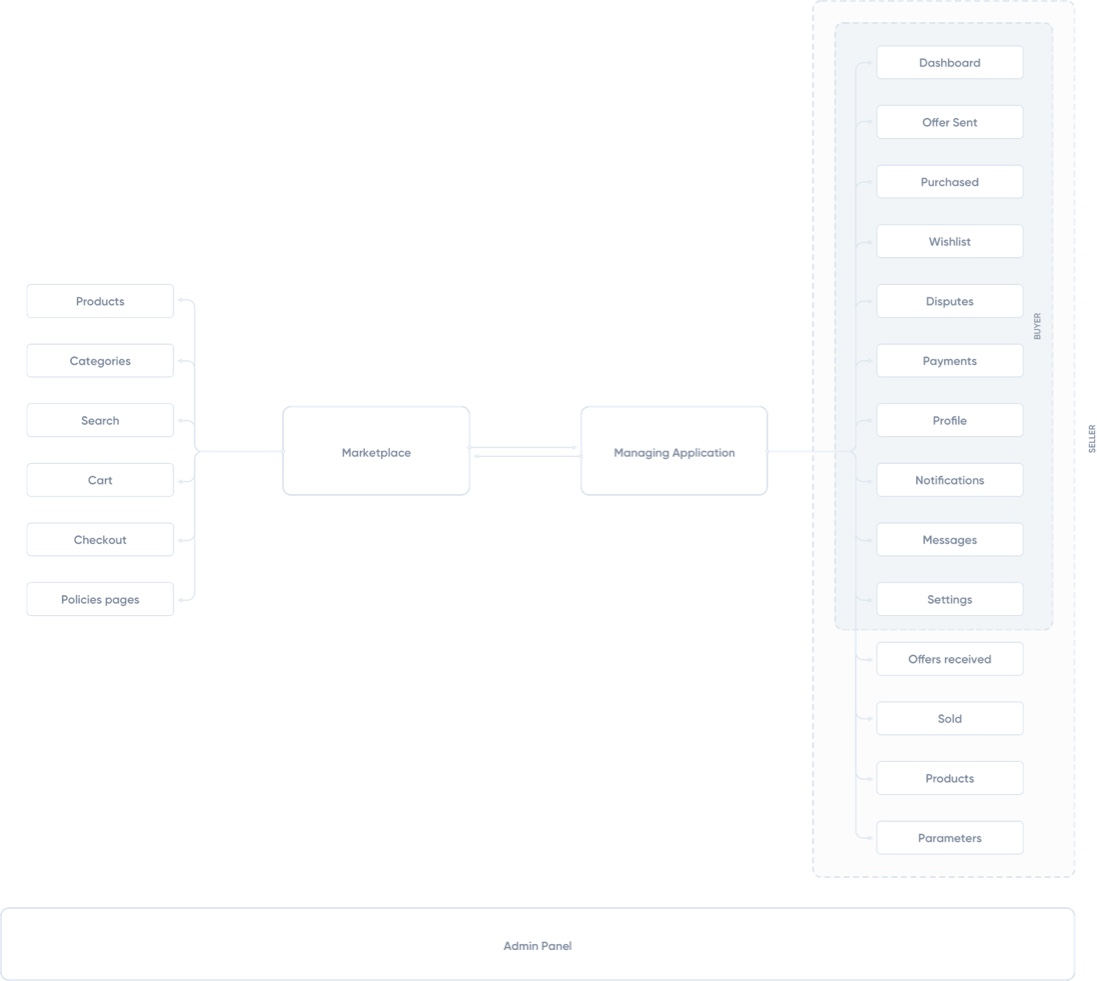 Products
Categories
Search
Cart
Checkout
Policies pages
Marketplace
Managing Application
Dashboard
Offer Sent
Purchased
Wishlist
Disputes
Payments
Profile
Notifications
Messages
Settings
BUYER
Offers received
Sold
Products
Parameters
SELLER
Admin Panel